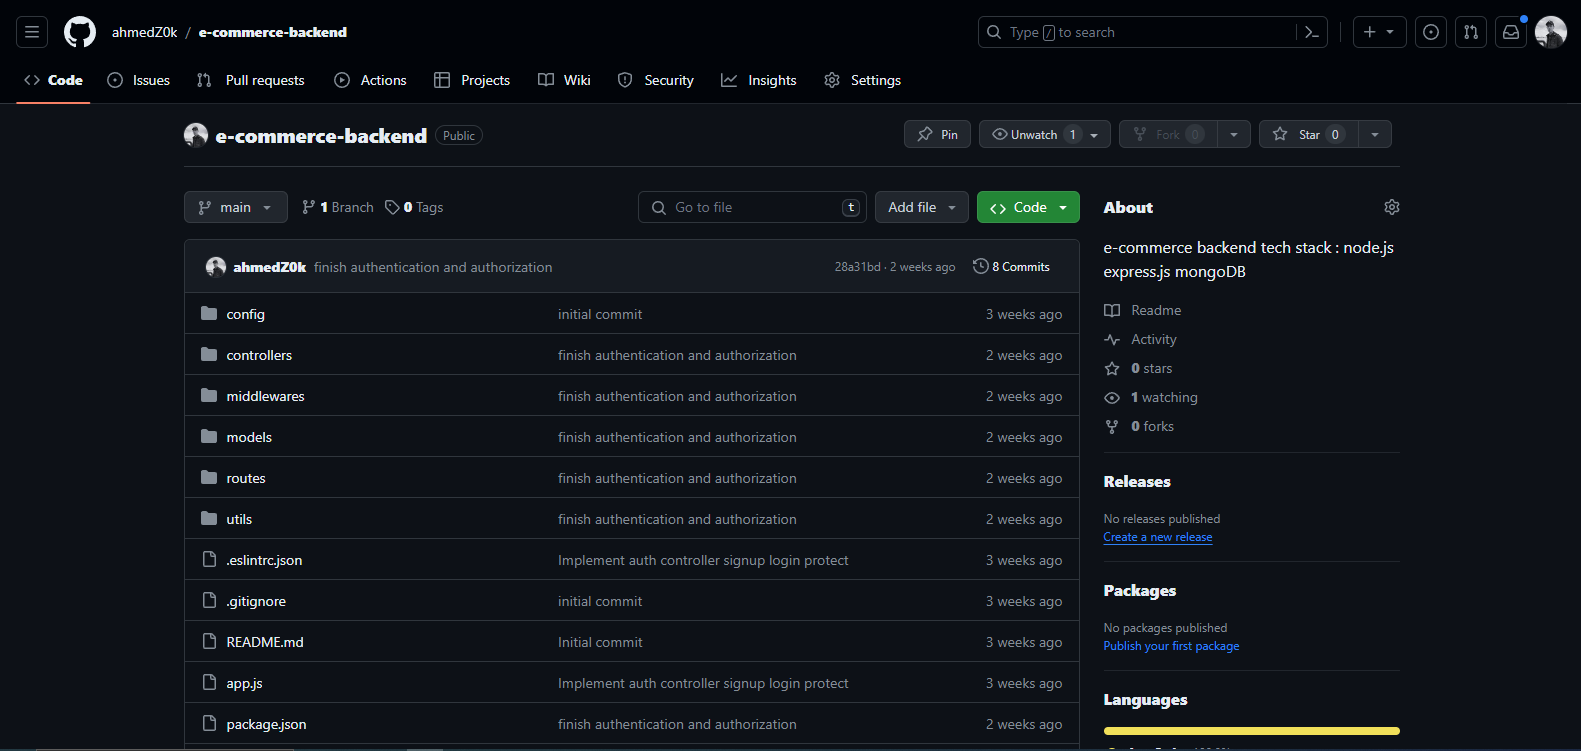 ahmedZ0k / e-commerce-backend
Type / to search
Code Issues Pull requests Actions Projects Wiki Security Insights Settings
e-commerce-backend Public
Pin Unwatch 1 Fork 0 Star 0
main 1 Branch 0 Tags
Go to file t Add file Code
ahmedZ0k finish authentication and authorization 28a31bd · 2 weeks ago 8 Commits
config initial commit 3 weeks ago
controllers finish authentication and authorization 2 weeks ago
middlewares finish authentication and authorization 2 weeks ago
models finish authentication and authorization 2 weeks ago
routes finish authentication and authorization 2 weeks ago
utils finish authentication and authorization 2 weeks ago
.eslintrc.json Implement auth controller signup login protect 3 weeks ago
.gitignore initial commit 3 weeks ago
README.md Initial commit 3 weeks ago
app.js Implement auth controller signup login protect 3 weeks ago
package.json finish authentication and authorization 2 weeks ago
About
e-commerce backend tech stack : node.js
express.js mongoDB
Readme
Activity
0 stars
1 watching
0 forks
Releases
No releases published
Create a new release
Packages
No packages published
Publish your first package
Languages